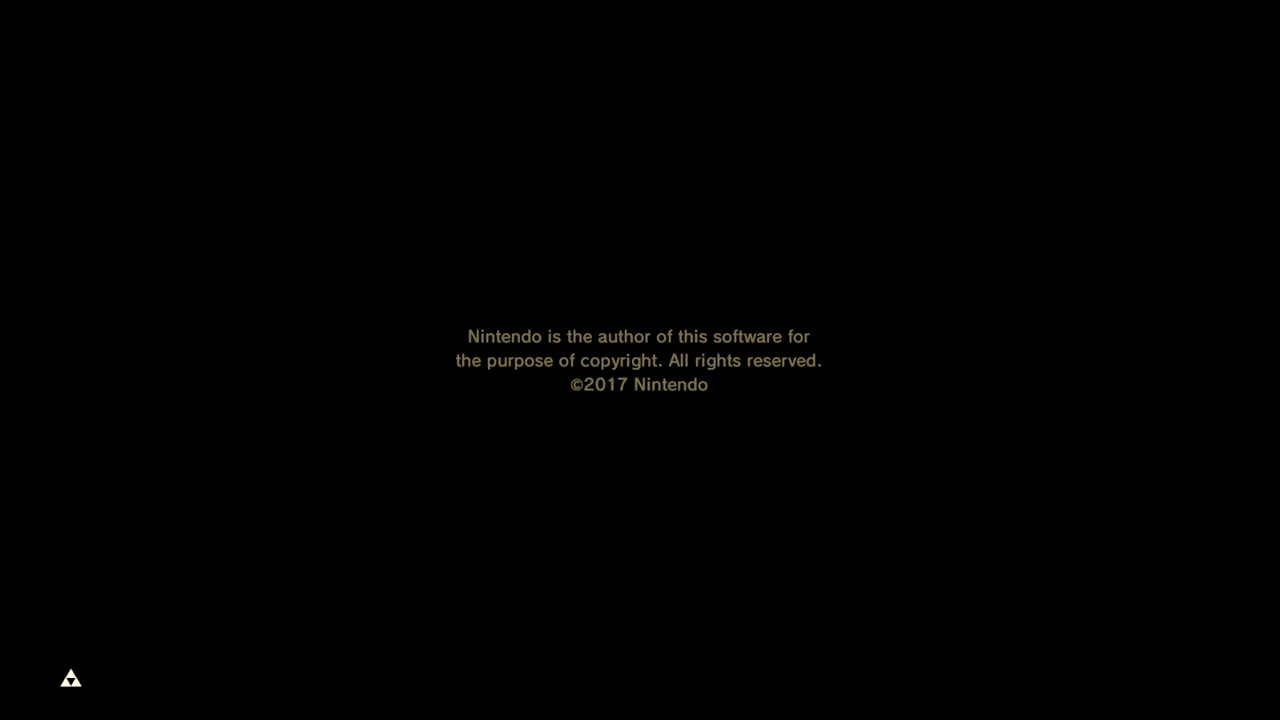 Nintendo is the author of this software for
the purpose of copyright. All rights reserved.
©2017 Nintendo